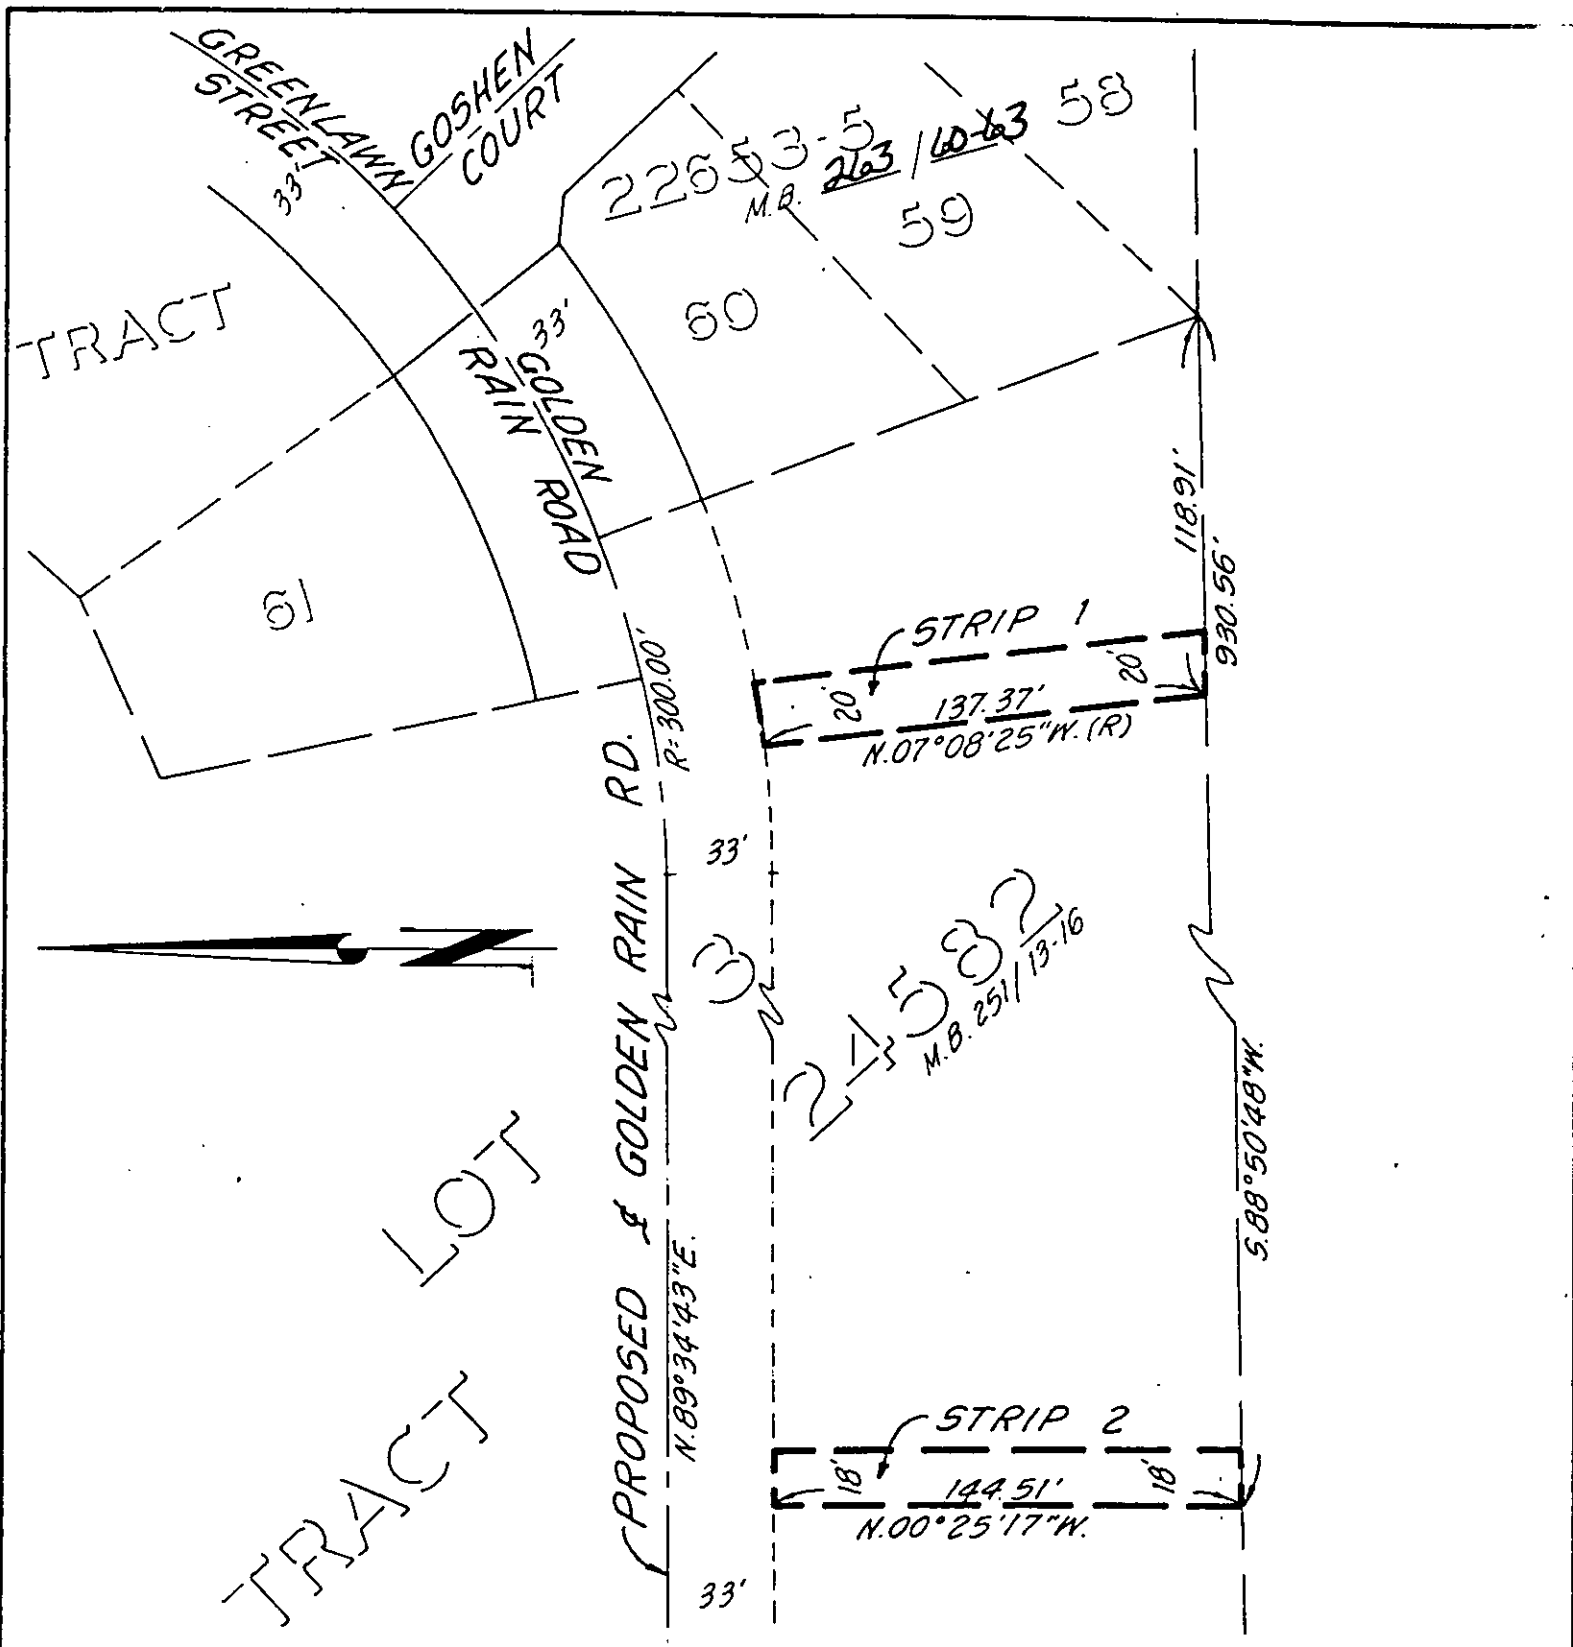 GREENLAWN
STREET
33'
GOSHEN
COURT
22653-5
M.B. 263 / 60-63
58
59
60
TRACT
33'
GOLDEN
RAIN ROAD
61
118.91'
930.56'
R=300.00'
STRIP 1
20'
20'
137.37'
N.07°08'25"W.(R)
33'
3
24582
M.B. 251/13-16
PROPOSED ℄ GOLDEN RAIN RD.
N.89°34'43"E.
S.88°50'48"W.
LOT
TRACT
STRIP 2
18'
18'
144.51'
N.00°25'17"W.
33'
N